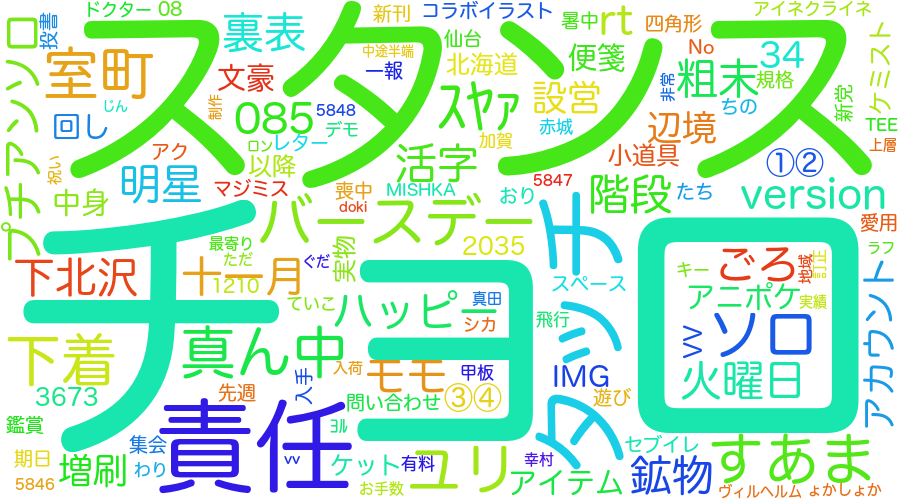 ドクター 08
投書
裏表
新刊
コラボイラスト
暑中
rt
四角形
アイネクライネ
スタンス
プチアンソロ
室町
文豪
中途半端
一報
仙台
北海道
便箋
No
34
粗末
規格
非常
ケミスト
新党
じん
制作
085
5848
デモ
スヤァ
設営
回し
ロン
レター
加賀
赤城
辺境
ちの
TEE
上層
祝い
アク
以降
活字
小道具
①②
明星
マジミス
喪中
MISHKA
おり
5847
階段
たち
version
中身
doki
愛用
バースデー
最寄り
ただ
実物
2035
タッチ
ごろ
地域
訂正
ラフ
下北沢
十一月
ぐだ
1210
スペース
キー
アニポケ
実績
アカウント
チョコ
ていこ
ハッピー
真田
シカ
飛行
vv
ソロ
下着
真ん中
3673
先週
入手
入荷
モモ
甲板
IMG
火曜日
鑑賞
責任
問い合わせ
③④
遊び
ヨル
集会
セブイレ
すあま
期日
増刷
わり
vv
ケット
有料
ユリ
幸村
鉱物
5846
お手数
アイテム
ヴィルヘルム
ょかしょか